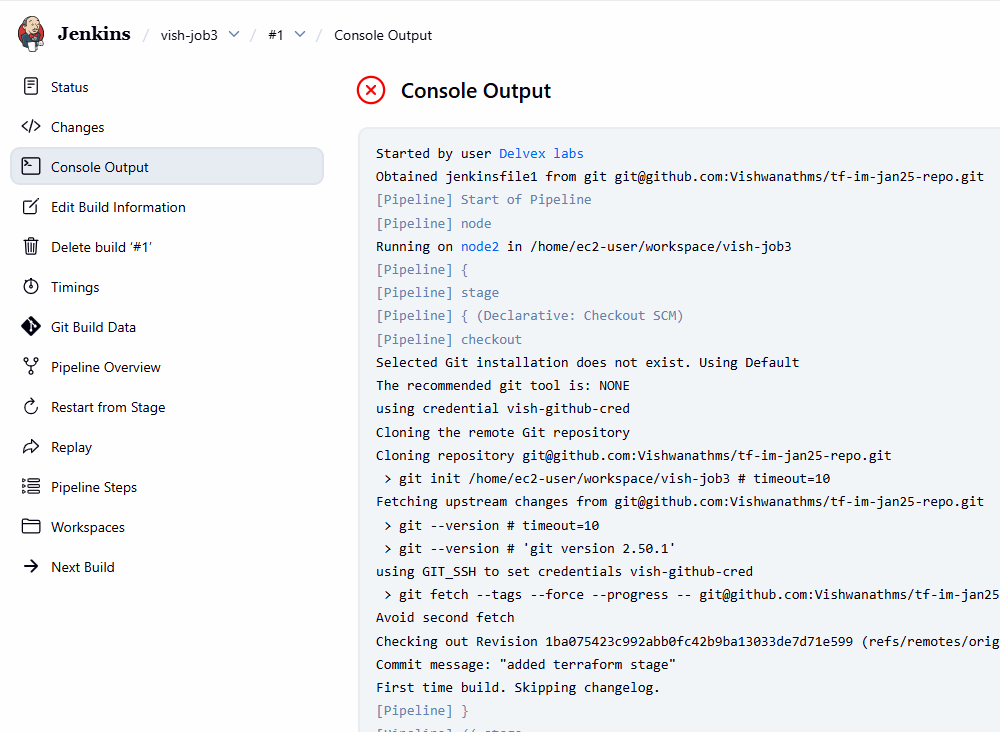 Jenkins / vish-job3 / #1 / Console Output
Status
Changes
Console Output
Edit Build Information
Delete build ‘#1’
Timings
Git Build Data
Pipeline Overview
Restart from Stage
Replay
Pipeline Steps
Workspaces
Next Build
Console Output
Started by user Delvex labs
Obtained jenkinsfile1 from git git@github.com:Vishwanathms/tf-im-jan25-repo.git
[Pipeline] Start of Pipeline
[Pipeline] node
Running on node2 in /home/ec2-user/workspace/vish-job3
[Pipeline] {
[Pipeline] stage
[Pipeline] { (Declarative: Checkout SCM)
[Pipeline] checkout
Selected Git installation does not exist. Using Default
The recommended git tool is: NONE
using credential vish-github-cred
Cloning the remote Git repository
Cloning repository git@github.com:Vishwanathms/tf-im-jan25-repo.git
> git init /home/ec2-user/workspace/vish-job3 # timeout=10
Fetching upstream changes from git@github.com:Vishwanathms/tf-im-jan25-repo.git
> git --version # timeout=10
> git --version # 'git version 2.50.1'
using GIT_SSH to set credentials vish-github-cred
> git fetch --tags --force --progress -- git@github.com:Vishwanathms/tf-im-jan25
Avoid second fetch
Checking out Revision 1ba075423c992abb0fc42b9ba13033de7d71e599 (refs/remotes/orig
Commit message: "added terraform stage"
First time build. Skipping changelog.
[Pipeline] }